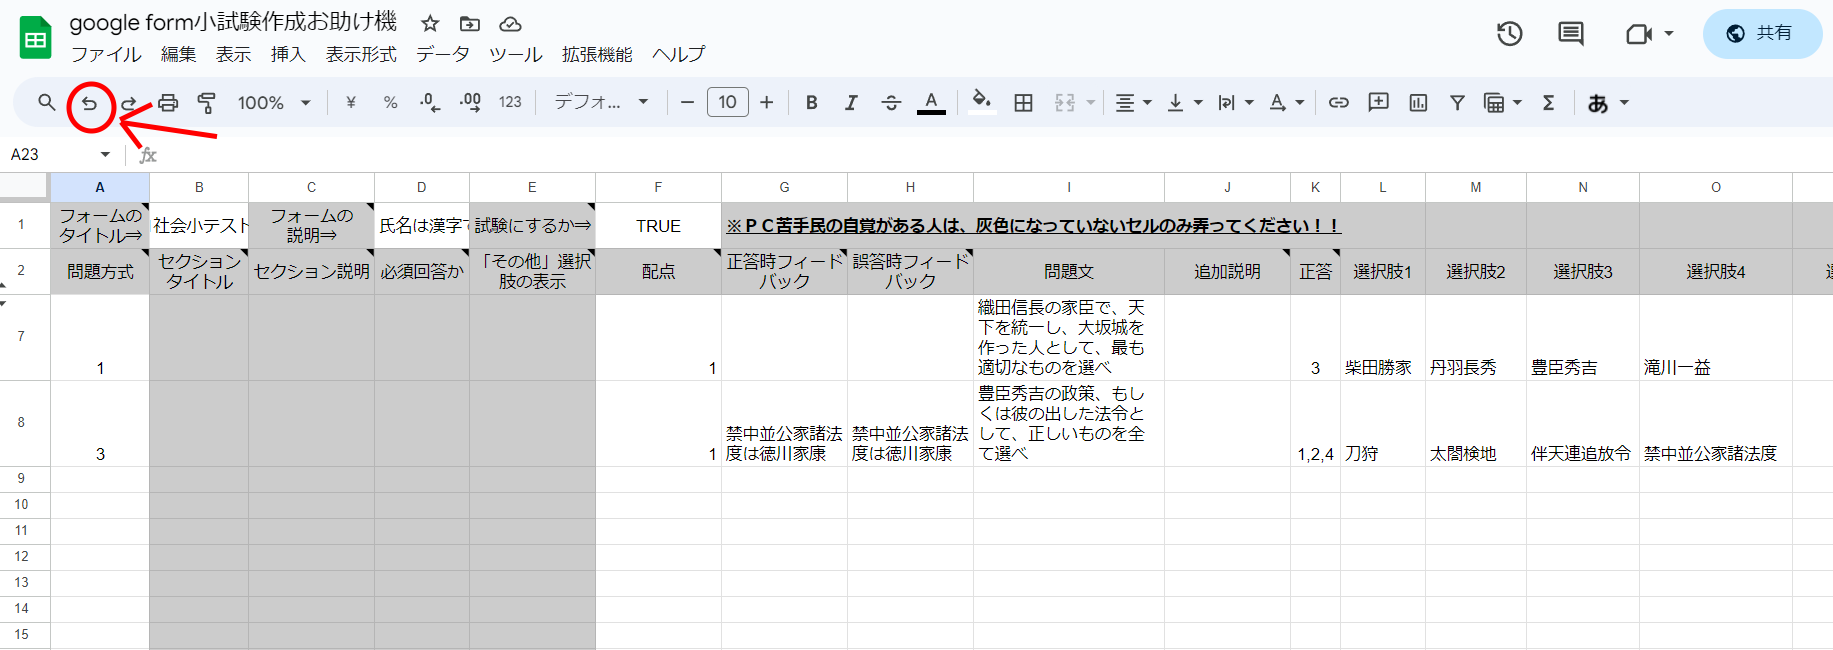 google form小試験作成お助け機
ファイル 編集 表示 挿入 表示形式 データ ツール 拡張機能 ヘルプ
共有
100% ¥ % .0 .00 123 デフォ... 10 B I A あ
A23 fx
A B C D E F G H I J K L M N O
1 フォームの
タイトル⇒ 社会小テスト フォームの
説明⇒ 氏名は漢字で 試験にするか⇒ TRUE ※ＰＣ苦手民の自覚がある人は、灰色になっていないセルのみ弄ってください！！
2 問題方式 セクション
タイトル セクション説明 必須回答か 「その他」選択
肢の表示 配点 正答時フィード
バック 誤答時フィード
バック 問題文 追加説明 正答 選択肢1 選択肢2 選択肢3 選択肢4
7 1 1 織田信長の家臣で、天
下を統一し、大坂城を
作った人として、最も
適切なものを選べ 3 柴田勝家 丹羽長秀 豊臣秀吉 滝川一益
8 3 1 禁中並公家諸法
度は徳川家康 禁中並公家諸法
度は徳川家康 豊臣秀吉の政策、もし
くは彼の出した法令と
して、正しいものを全
て選べ 1,2,4 刀狩 太閤検地 伴天連追放令 禁中並公家諸法度
9
10
11
12
13
14
15